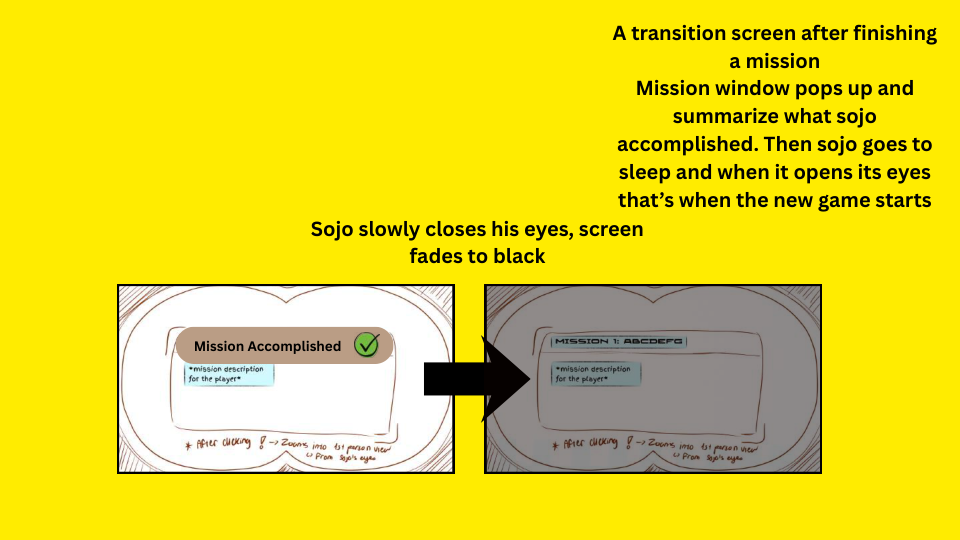 A transition screen after finishing
a mission
Mission window pops up and
summarize what sojo
accomplished. Then sojo goes to
sleep and when it opens its eyes
that's when the new game starts
Sojo slowly closes his eyes, screen
fades to black
Mission Accomplished
*mission description
for the player*
* After clicking ! → Zooms into 1st person view
↳ From Sojo's eyes
MISSION 1: ABCDEFG
*mission description
for the player*
* After clicking ! → Zooms into 1st person view
↳ From Sojo's eyes